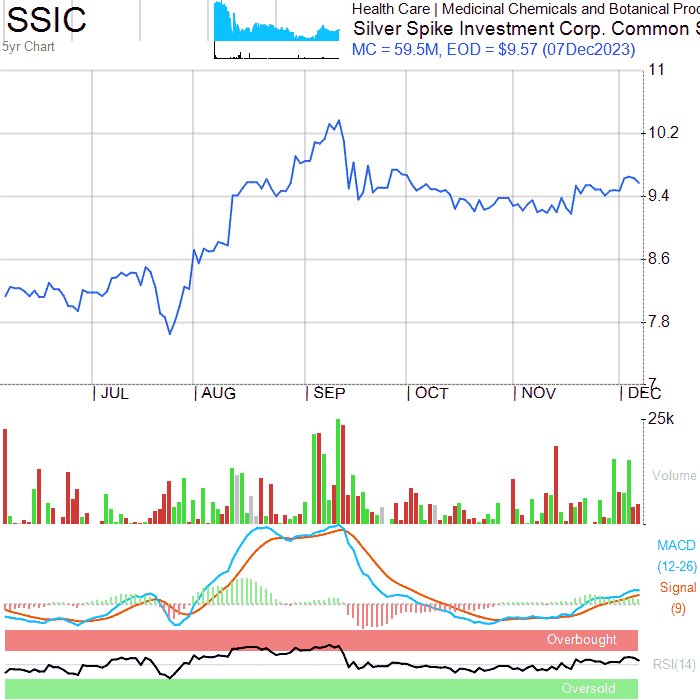 SSIC
5yr Chart
Health Care | Medicinal Chemicals and Botanical Proc
Silver Spike Investment Corp. Common S
MC = 59.5M, EOD = $9.57 (07Dec2023)
11
10.2
9.4
8.6
7.8
7
JUL AUG SEP OCT NOV DEC
25k
Volume
MACD
(12-26)
Signal
(9)
Overbought
RSI(14)
Oversold